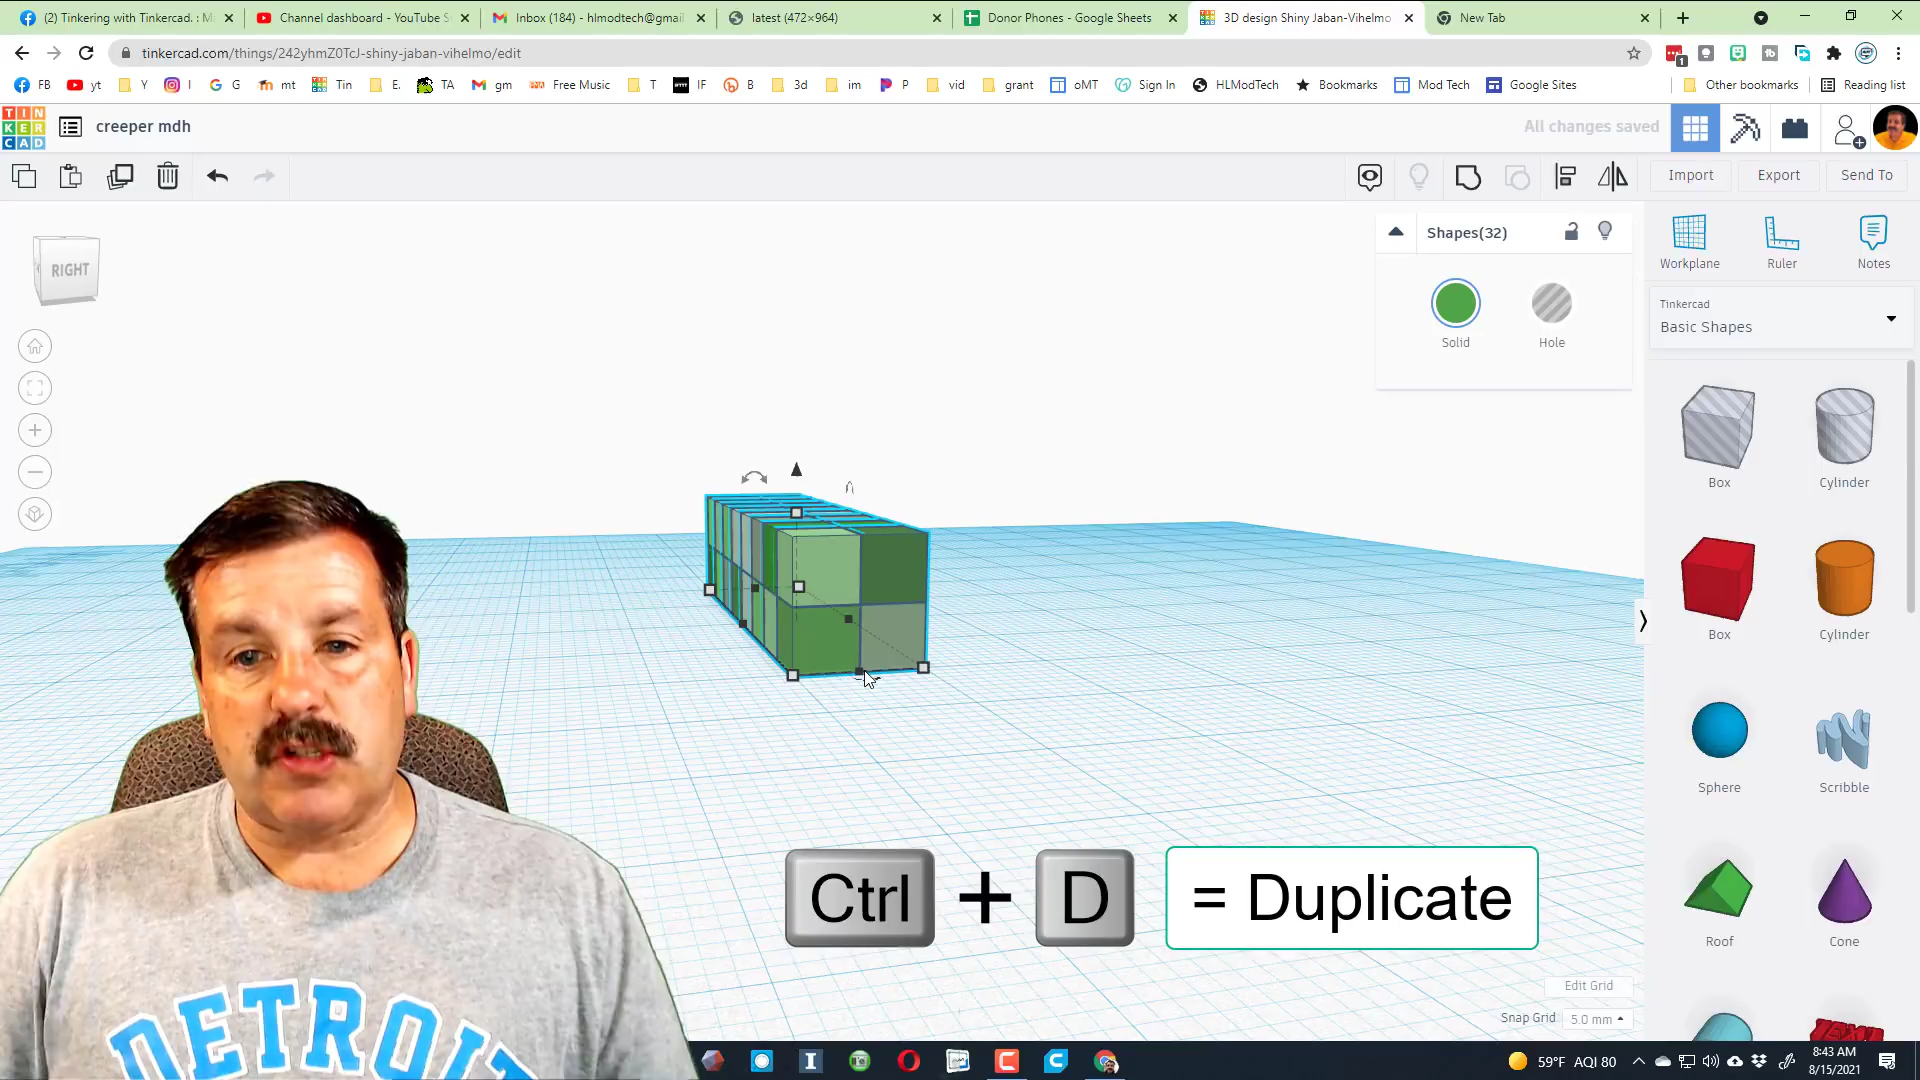 (2) Tinkering with Tinkercad. : Ma
Channel dashboard - YouTube S
Inbox (184) - hlmodtech@gmail
latest (472×964)
Donor Phones - Google Sheets
3D design Shiny Jaban-Vihelmo
New Tab
tinkercad.com/things/242yhmZ0TcJ-shiny-jaban-vihelmo/edit
FB
yt
Y
I
G
mt
Tin
E.
TA
gm
Free Music
T
IF
B
3d
im
P
vid
grant
oMT
Sign In
HLModTech
Bookmarks
Mod Tech
Google Sites
Other bookmarks
Reading list
TIN
KER
CAD
creeper mdh
All changes saved
Import
Export
Send To
RIGHT
Shapes(32)
Solid
Hole
Workplane
Ruler
Notes
Tinkercad
Basic Shapes
Box
Cylinder
Box
Cylinder
Sphere
Scribble
Roof
Cone
TEXT
Ctrl + D = Duplicate
DETROIT
Edit Grid
Snap Grid 5.0 mm
59°F AQI 80
8:43 AM
8/15/2021